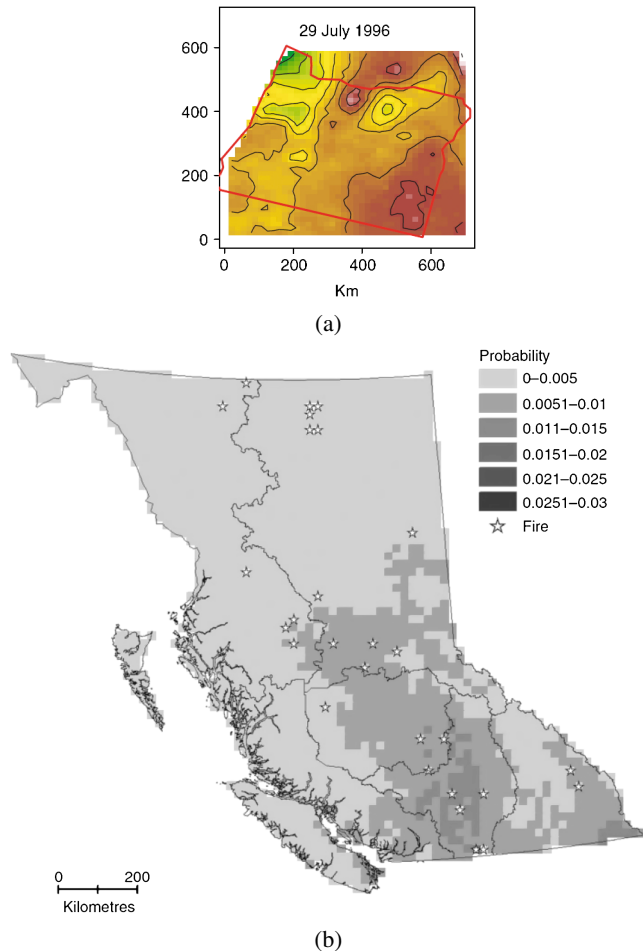 29 July 1996
600
400
200
0
0 200 400 600
Km
(a)
Probability
0–0.005
0.0051–0.01
0.011–0.015
0.0151–0.02
0.021–0.025
0.0251–0.03
Fire
0 200
Kilometres
(b)